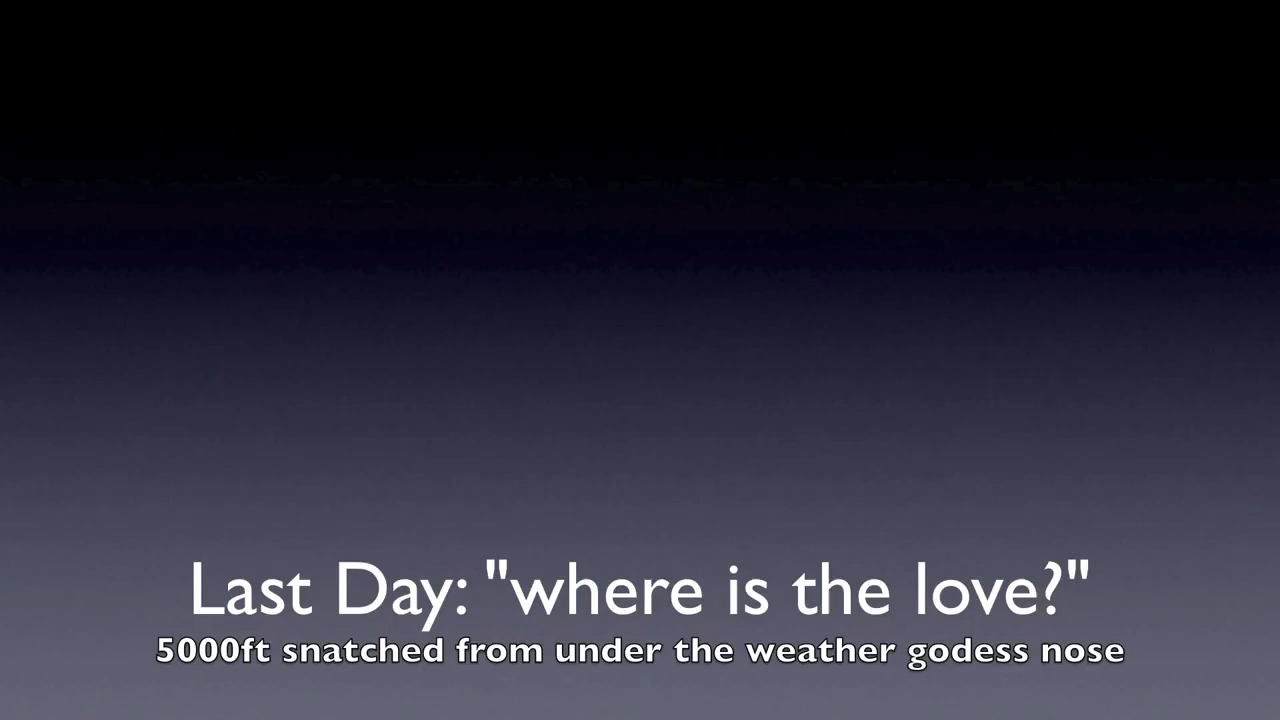 Last Day: "where is the love?"
5000ft snatched from under the weather godess nose